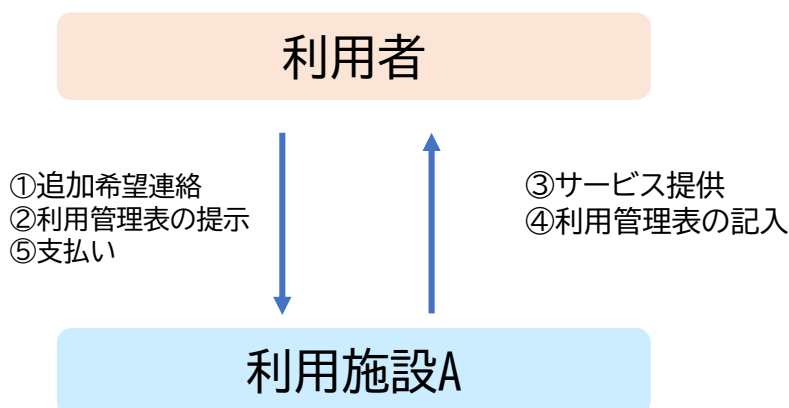 利用者
①追加希望連絡
②利用管理表の提示
⑤支払い
③サービス提供
④利用管理表の記入
利用施設A